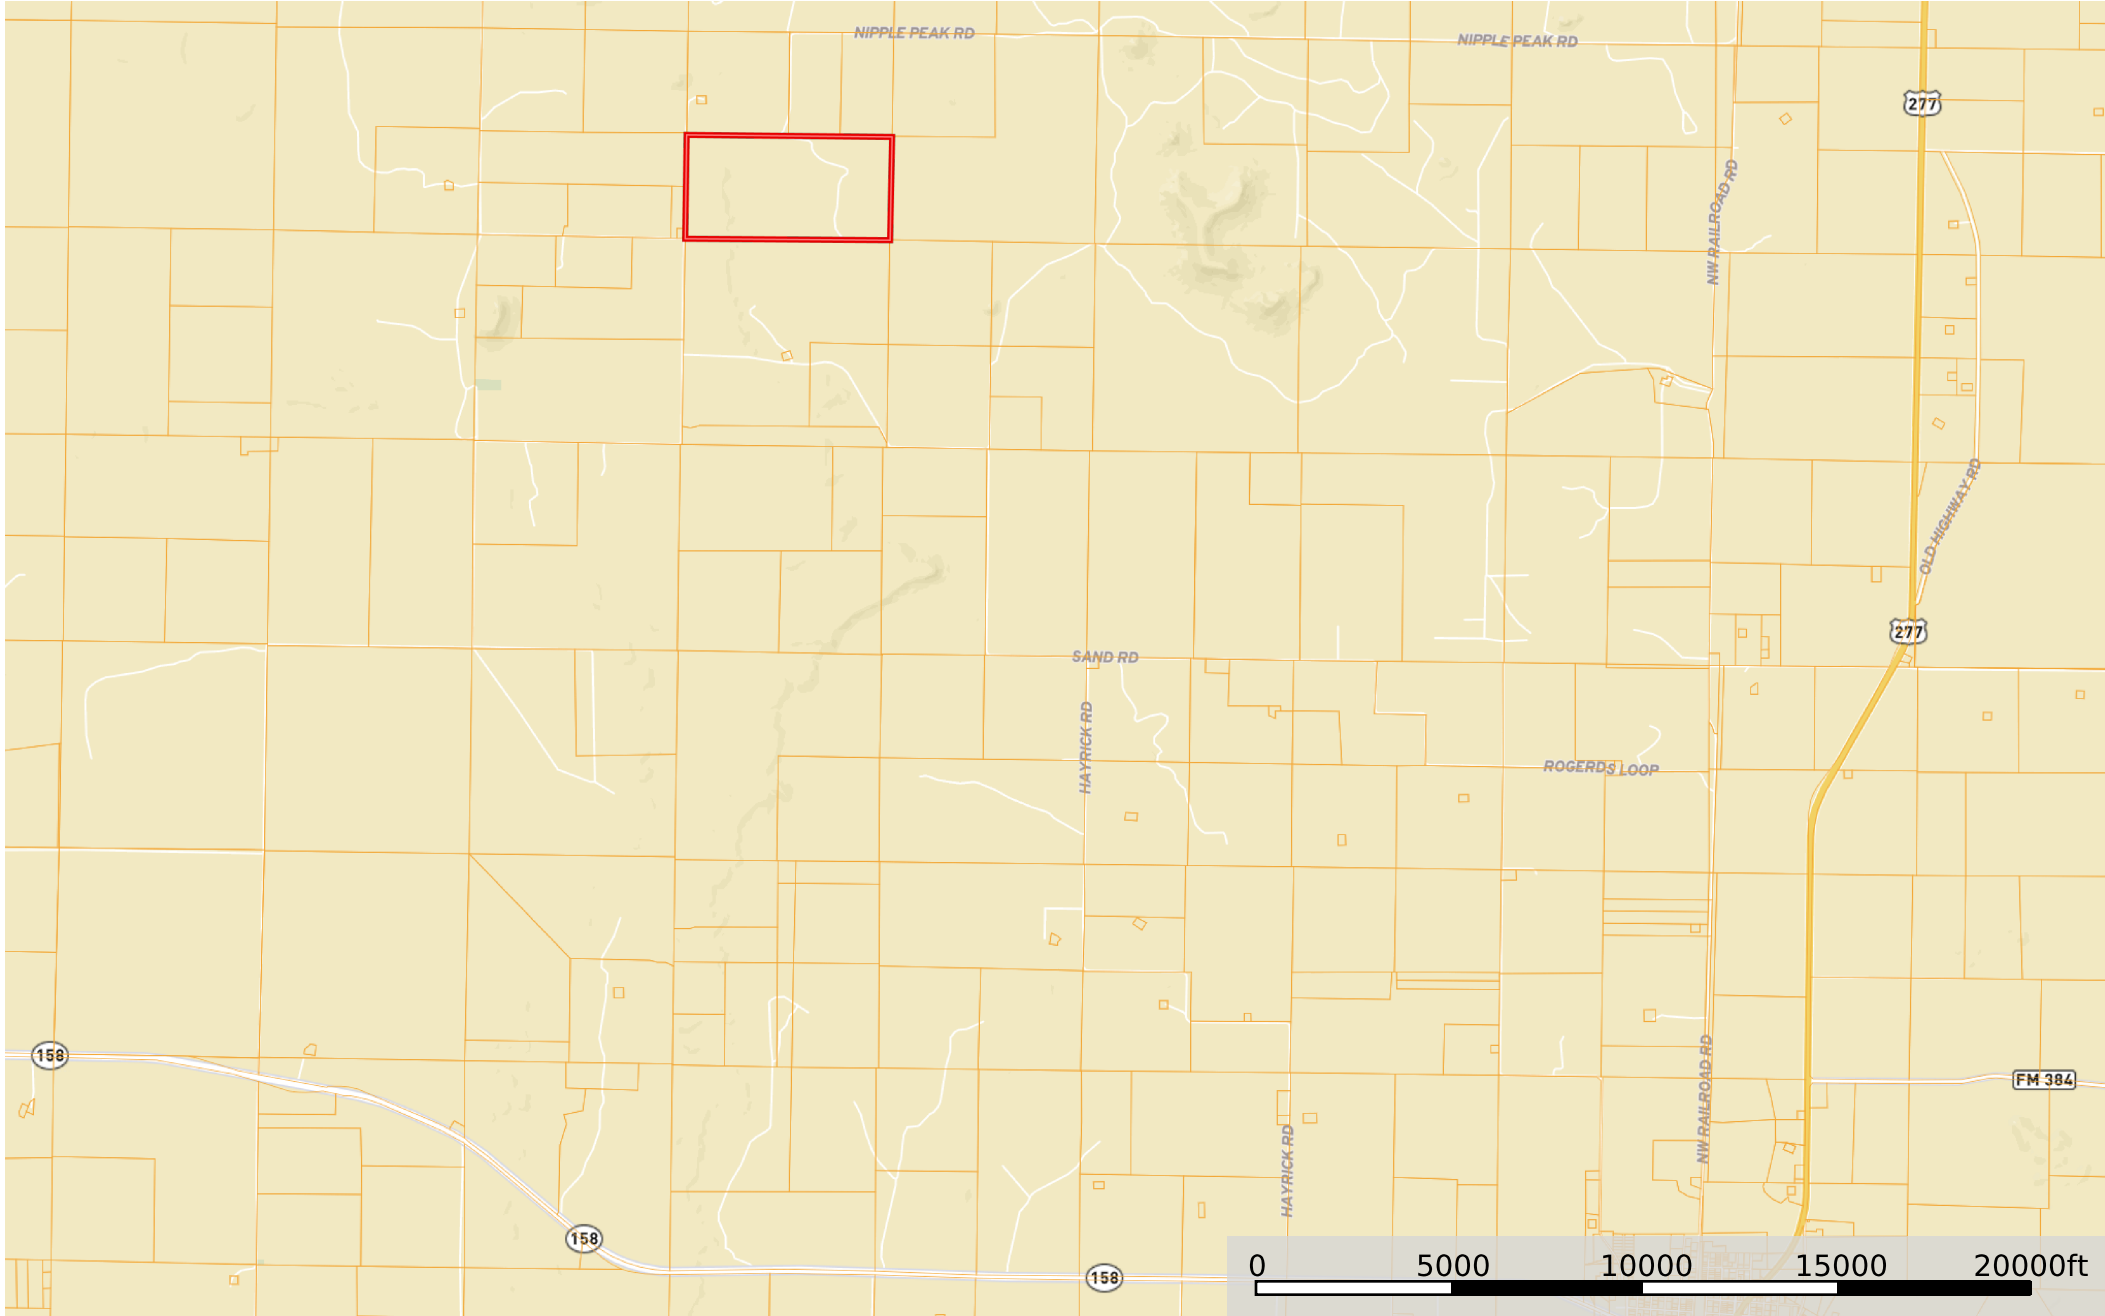 NIPPLE PEAK RD
NIPPLE PEAK RD
277
NW RAILROAD RD
OLD HIGHWAY RD
277
SAND RD
HAYRICK RD
ROGERDS LOOP
158
NW RAILROAD RD
FM 384
HAYRICK RD
158
158
0 5000 10000 15000 20000ft